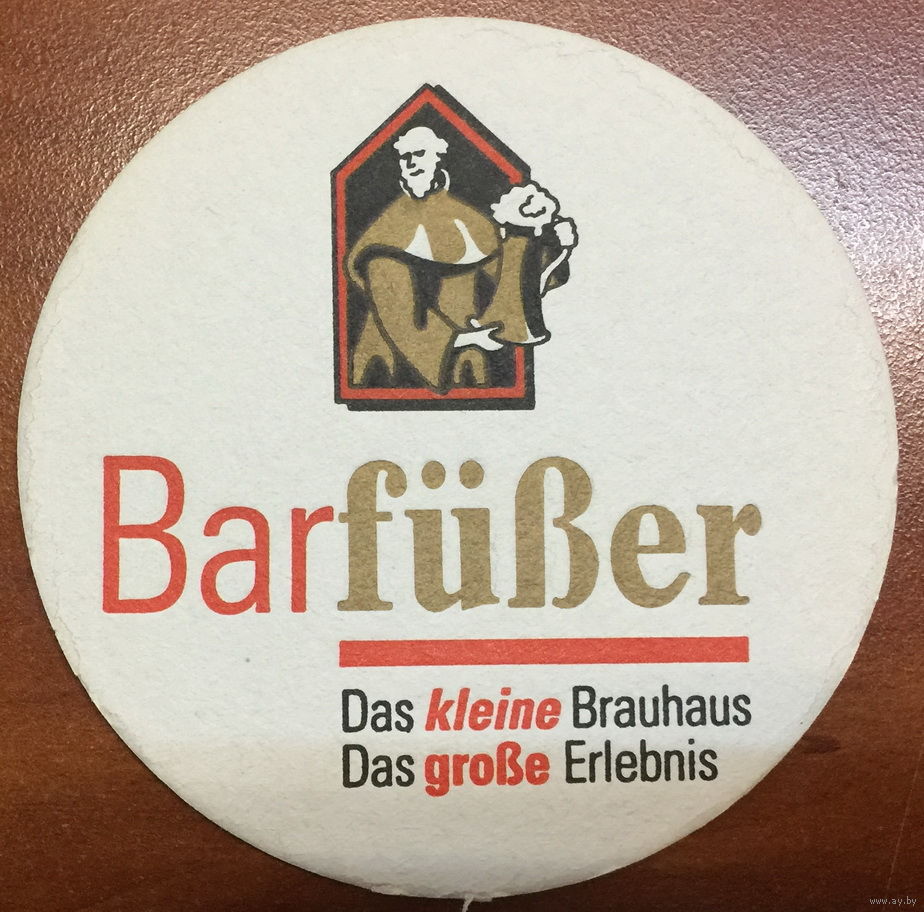 Barfüßer
Das kleine Brauhaus
Das große Erlebnis
www.ay.by